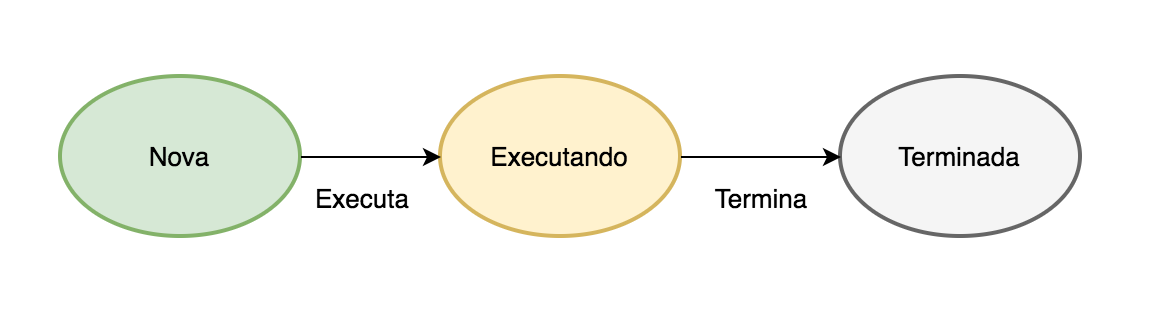 Nova
Executa
Executando
Termina
Terminada